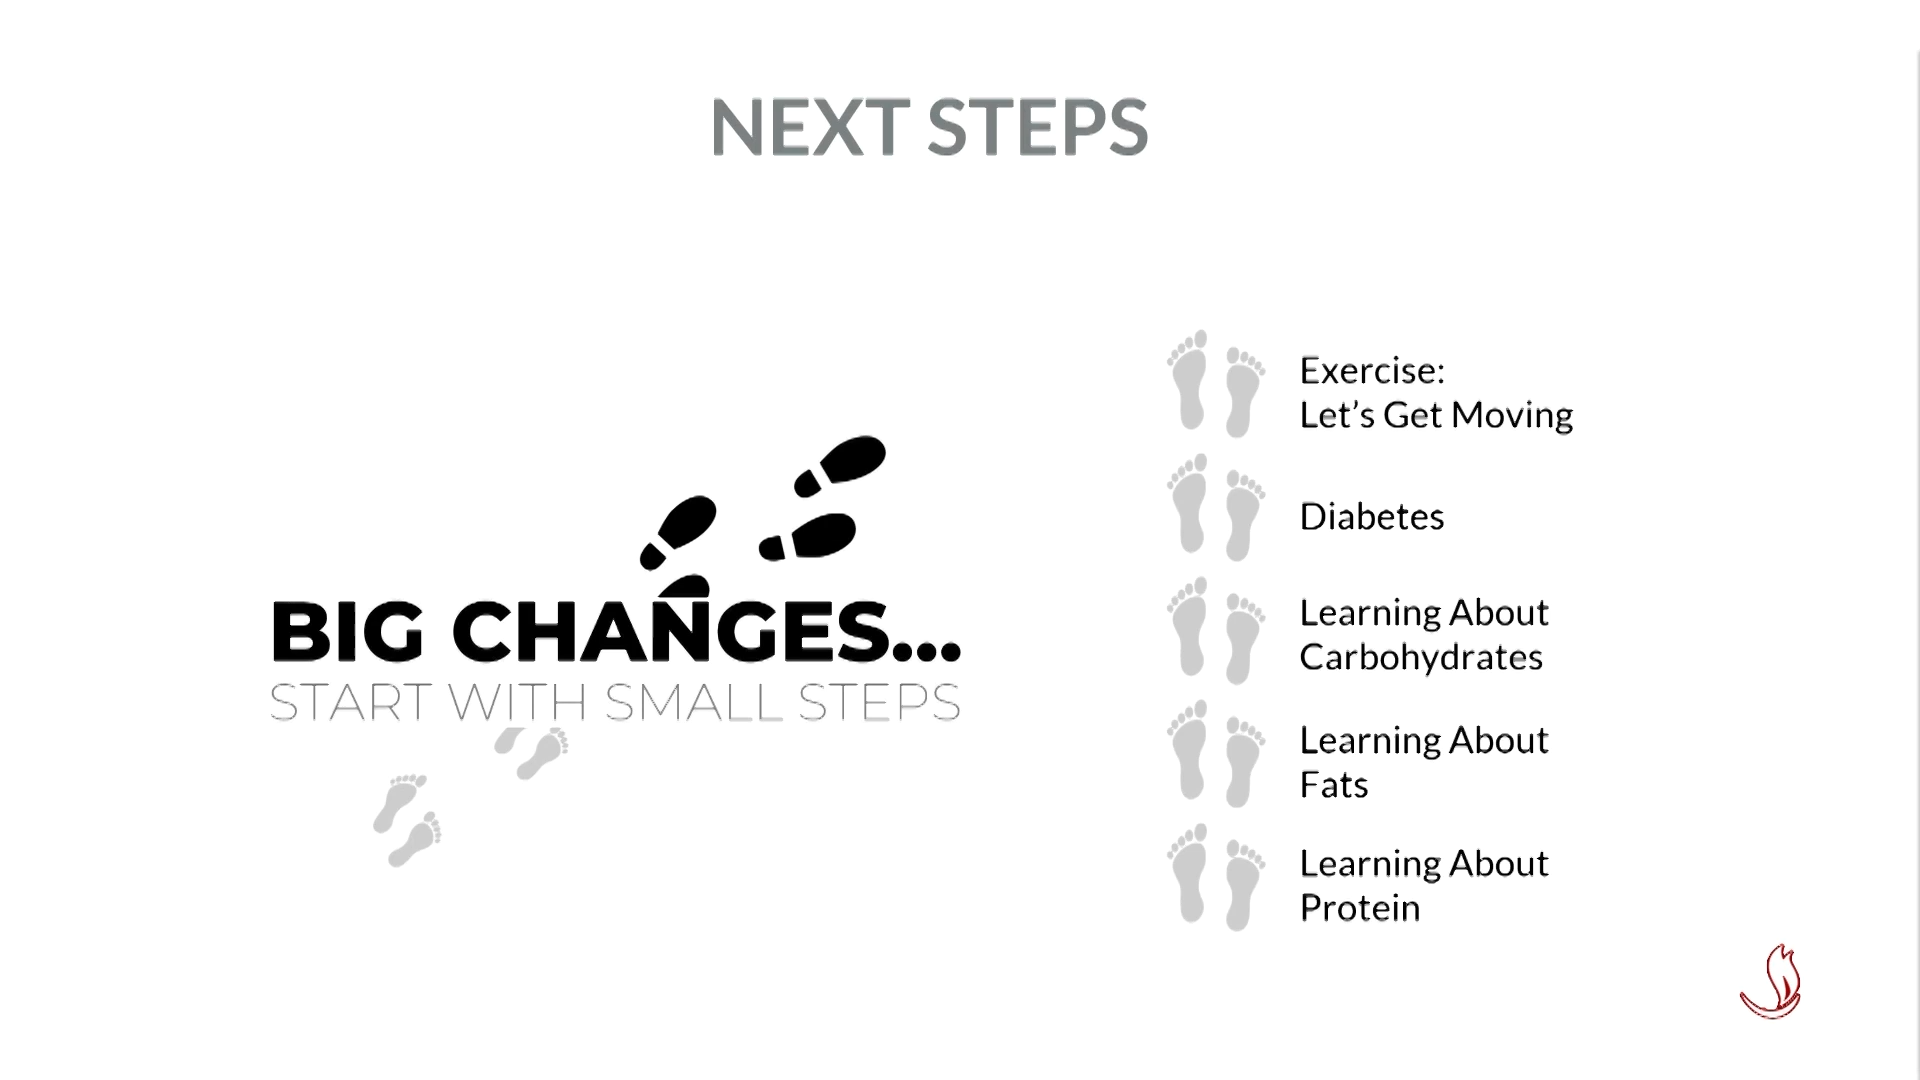 NEXT STEPS
BIG CHANGES...
START WITH SMALL STEPS
Exercise:
Let’s Get Moving
Diabetes
Learning About
Carbohydrates
Learning About
Fats
Learning About
Protein